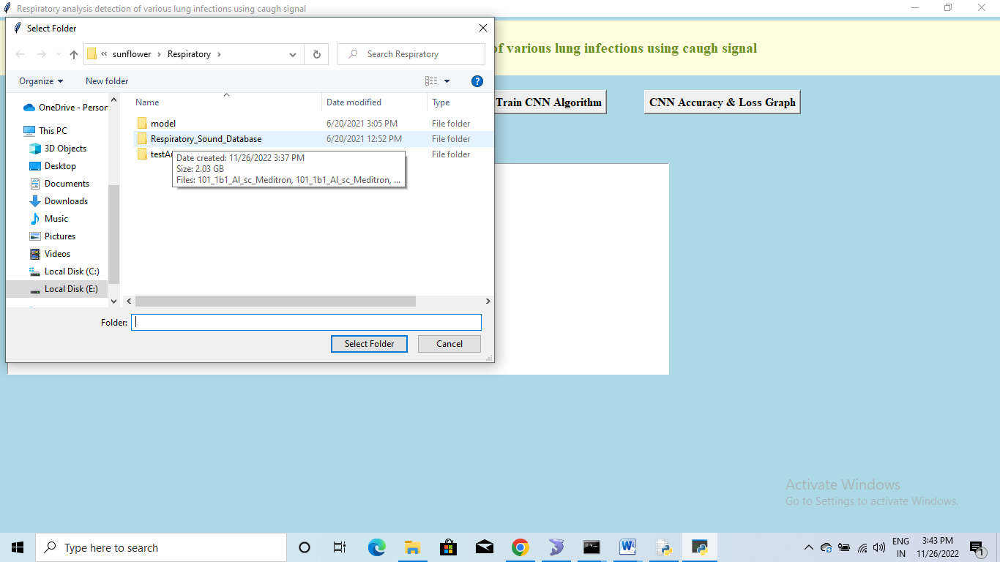 Respiratory analysis detection of various lung infections using caugh signal
Select Folder
of various lung infections using caugh signal
« sunflower › Respiratory ›
Search Respiratory
Organize
New folder
?
Train CNN Algorithm
CNN Accuracy & Loss Graph
Name
Date modified
Type
OneDrive - Person
This PC
3D Objects
Desktop
Documents
Downloads
Music
Pictures
Videos
Local Disk (C:)
Local Disk (E:)
model 6/20/2021 3:05 PM File folder
Respiratory_Sound_Database 6/20/2021 12:52 PM File folder
testAu File folder
Date created: 11/26/2022 3:37 PM
Size: 2.03 GB
Files: 101_1b1_Al_sc_Meditron, 101_1b1_Al_sc_Meditron, ...
Folder:
Select Folder
Cancel
Activate Windows
Go to Settings to activate Windows.
Type here to search
W
ENG
IN
3:43 PM
11/26/2022
1